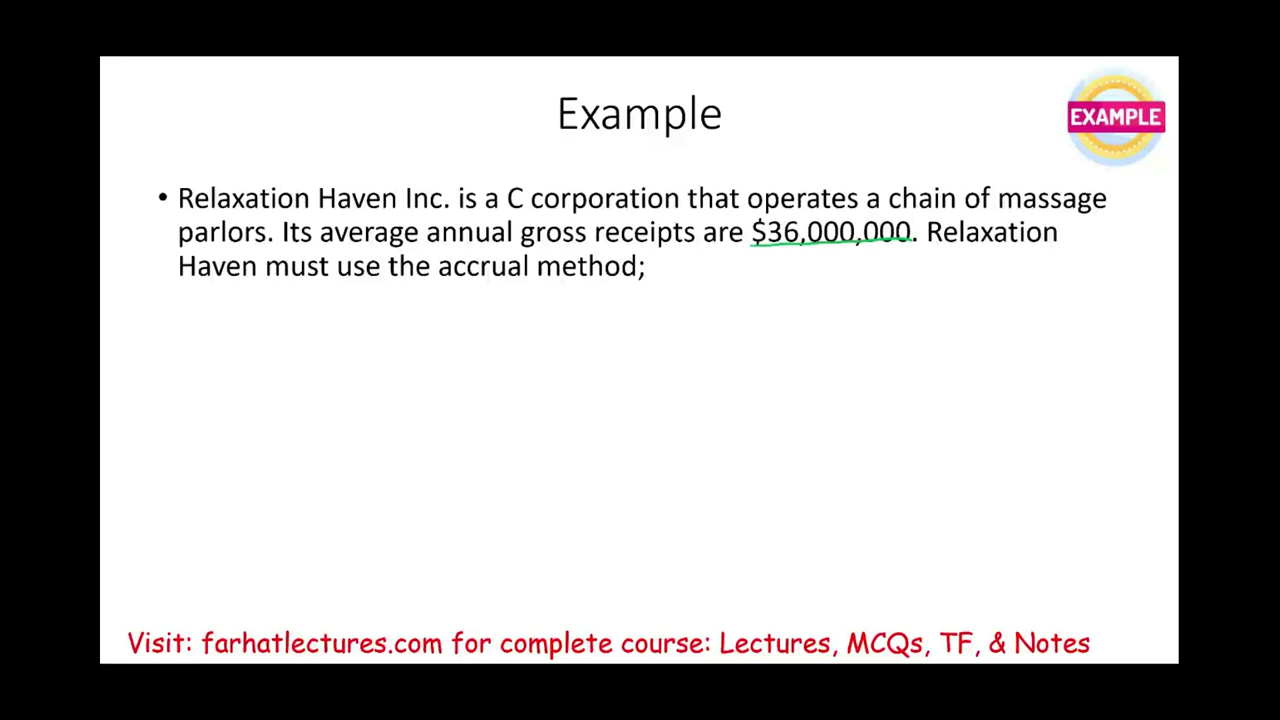 Example
EXAMPLE
• Relaxation Haven Inc. is a C corporation that operates a chain of massage
parlors. Its average annual gross receipts are $36,000,000. Relaxation
Haven must use the accrual method;
Visit: farhatlectures.com for complete course: Lectures, MCQs, TF, & Notes